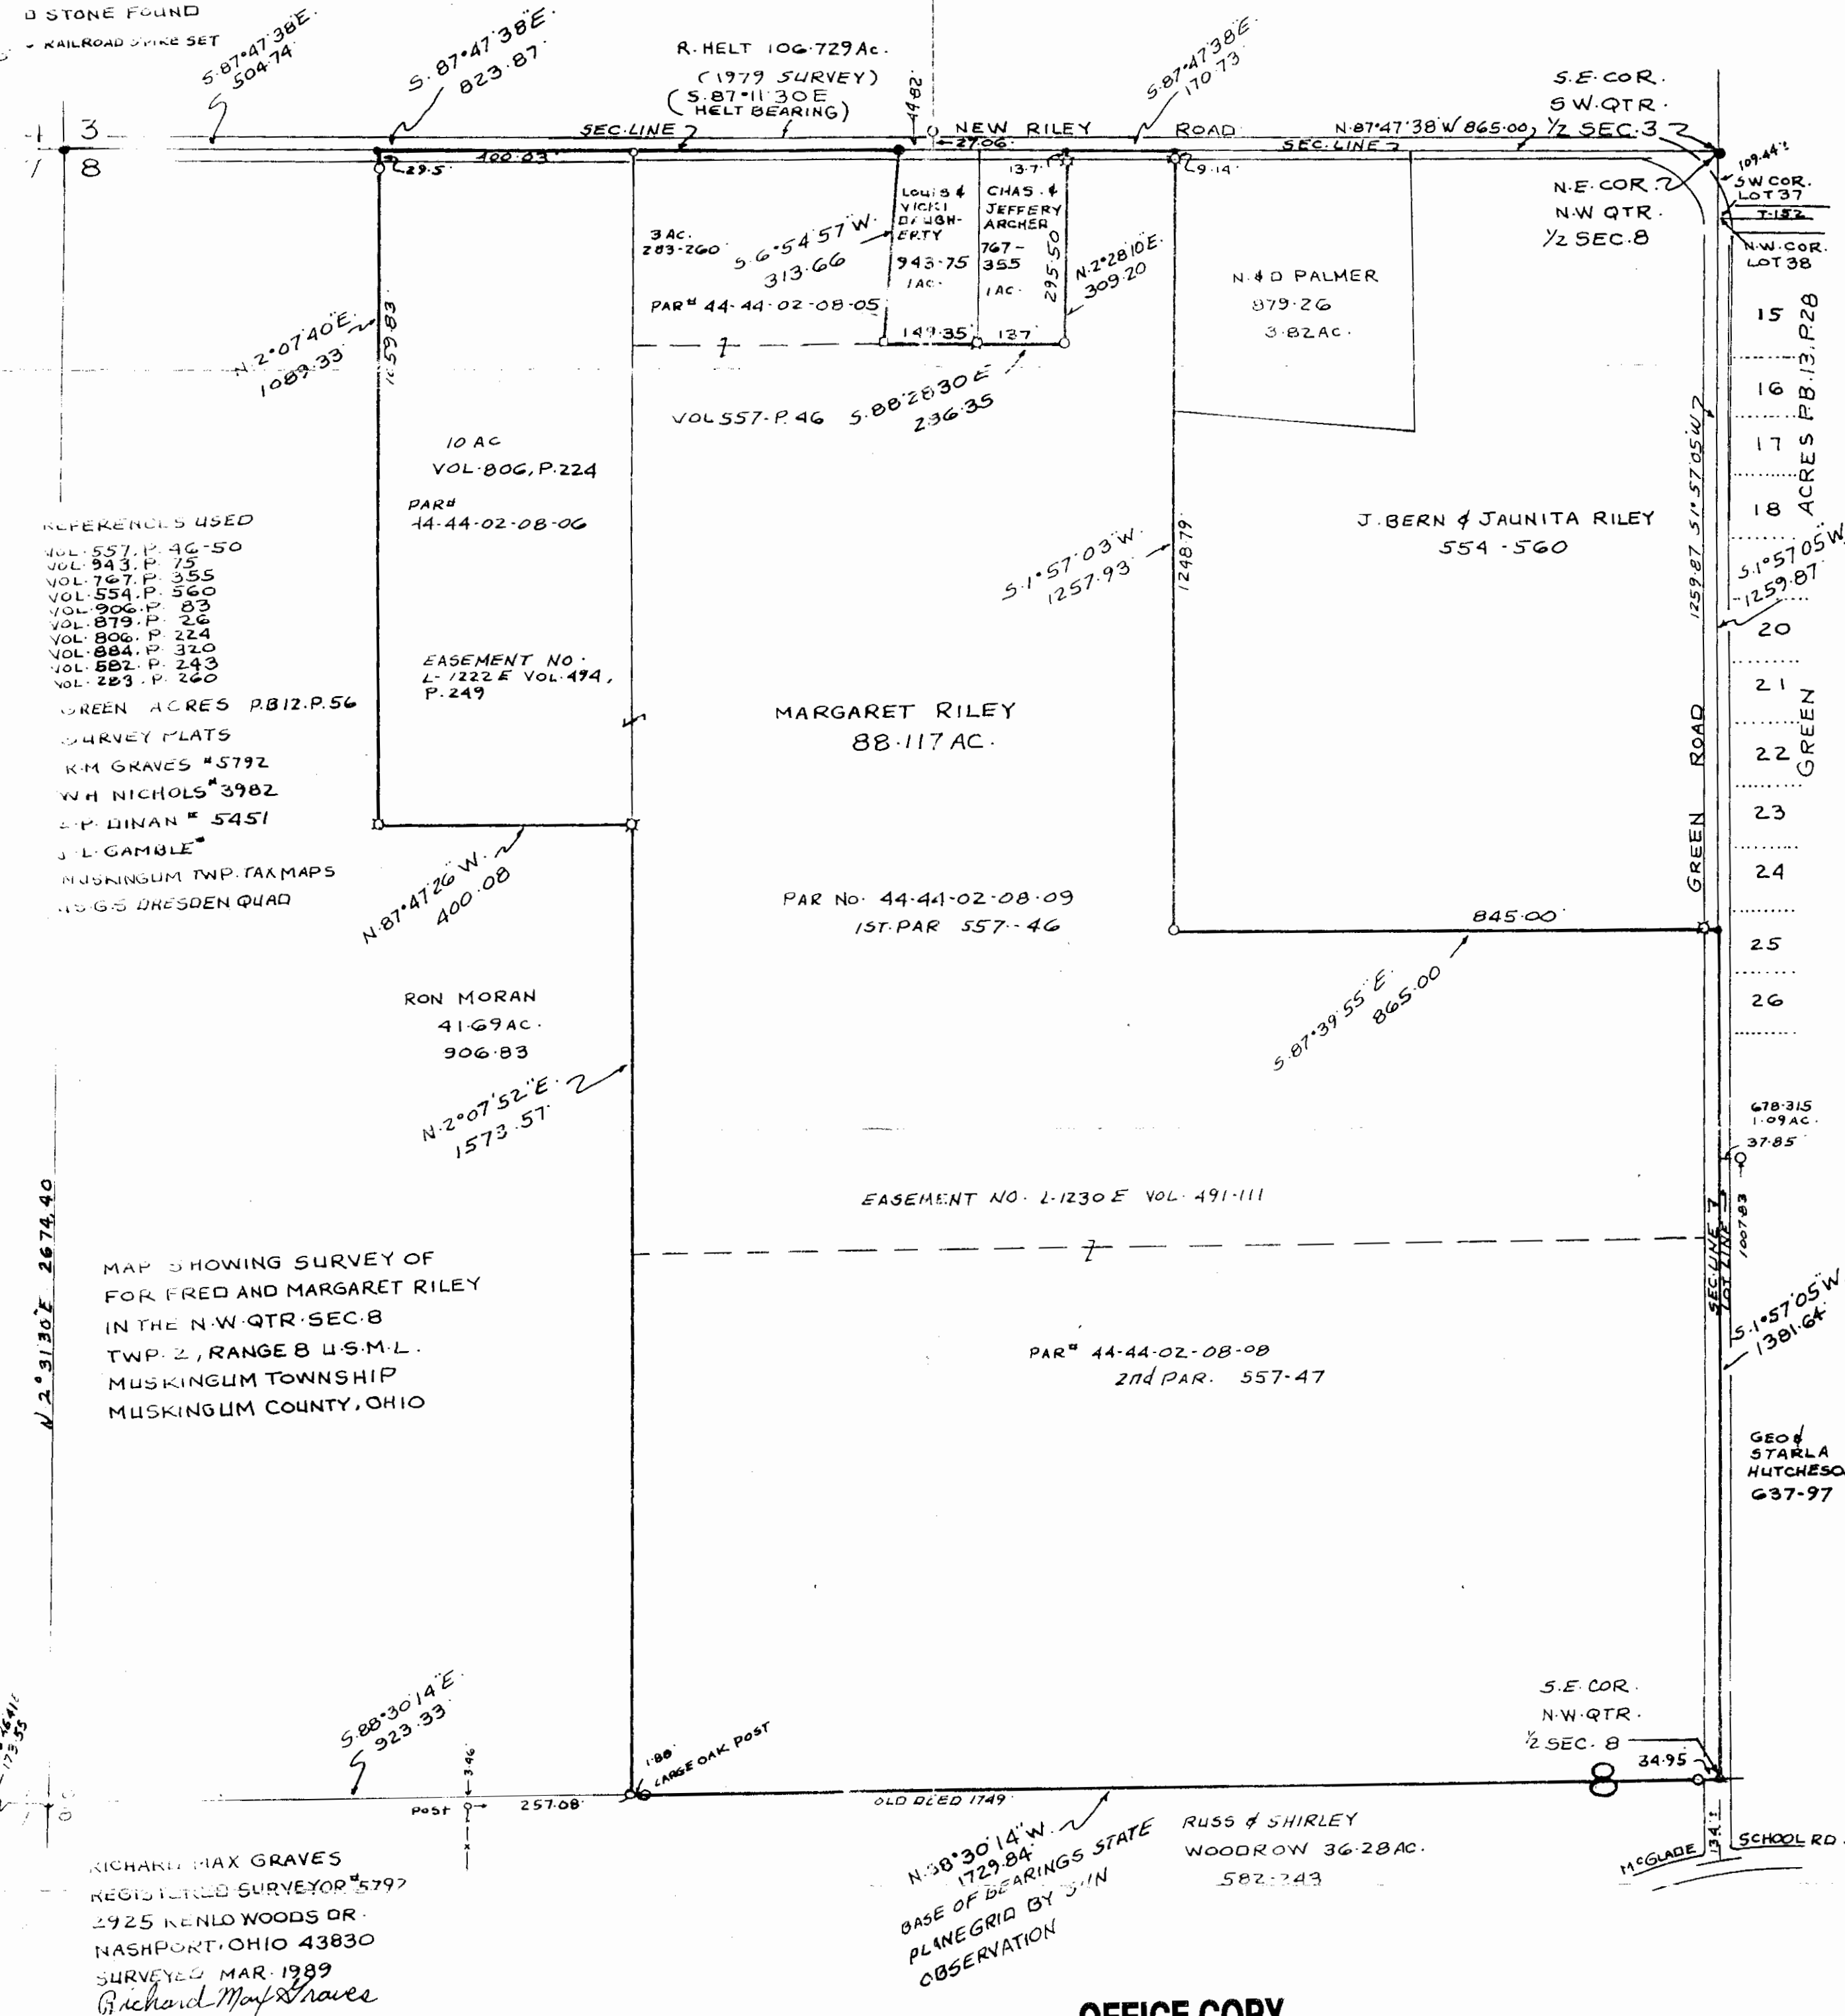 STONE FOUND
RAILROAD SPIKE SET
S.87°47'38"E.
504.74'
S.87°47'38"E.
823.87'
R. HELT 106.729 Ac.
(1979 SURVEY)
(S.87°11'30E
HELT BEARING)
44.82'
S.87°47'38"E.
170.73'
S.E. COR.
S.W. QTR.
1/2 SEC. 3
3
8
SEC. LINE
NEW RILEY ROAD
27.06'
N.87°47'38"W 865.00'
SEC. LINE
29.5'
400.03'
13.7'
9.14'
109.44'±
SW COR.
LOT 37
T-152
N.W. COR.
LOT 38
N.E. COR.
N.W QTR.
1/2 SEC. 8
3 AC.
283-260
S.6°54'57"W.
313.66'
LOUIS &
VICKI
DAUGH-
ERTY
943-75
1 AC.
CHAS. &
JEFFERY
ARCHER
767-
355
1 AC.
295.50
N.2°28'10"E.
309.20
N. & D PALMER
879-26
3.82 AC.
PAR# 44-44-02-08-05
149.35'
137'
N.2°07'40"E.
1089.33'
1059.83'
VOL 557-P. 46
S.88°28'30"E
236.35
10 AC
VOL. 806, P. 224
PAR#
44-44-02-08-06
15
16
17
18
20
21
22
23
24
25
26
GREEN ACRES P.B. 13, P. 28
REFERENCES USED
VOL. 557, P. 46-50
VOL. 943, P. 75
VOL. 767, P. 355
VOL. 554, P. 560
VOL. 906, P. 83
VOL. 879, P. 26
VOL. 806, P. 224
VOL. 884, P. 320
VOL. 582, P. 243
VOL. 283, P. 260
GREEN ACRES P.B 12. P. 56
SURVEY PLATS
R.M GRAVES #5792
W H NICHOLS #3982
P. DINAN # 5451
J. L. GAMBLE #
MUSKINGUM TWP. TAX MAPS
U.S.G.S DRESDEN QUAD
S.1°57'03"W.
1257.93'
1248.79'
J. BERN & JAUNITA RILEY
554-560
1259.87 S1°57'05"W
S.1°57'05"W
1259.87'
GREEN ROAD
EASEMENT NO.
L-1222 E VOL. 494,
P. 249
MARGARET RILEY
88.117 AC.
N.87°47'26"W.
400.08
PAR No. 44-44-02-08-09
1ST. PAR 557--46
845.00'
S.87°39'55"E.
865.00
RON MORAN
41.69 AC.
906.83
N.2°07'52"E.
1573.57'
678-315
1.09 AC.
37.85
1007.83
EASEMENT NO. L-1230 E VOL. 491-111
SEC. LINE
LOT LINE
N 2°31'30"E 2674.40
MAP SHOWING SURVEY OF
FOR FRED AND MARGARET RILEY
IN THE N.W. QTR. SEC. 8
TWP. 2, RANGE 8 U.S.M.L.
MUSKINGUM TOWNSHIP
MUSKINGUM COUNTY, OHIO
S.1°57'05"W
1381.64'
PAR# 44-44-02-08-08
2nd PAR. 557-47
GEO &
STARLA
HUTCHESO
637-97
S.E. COR.
N.W. QTR.
1/2 SEC. 8
34.95
8
S.88°30'14"E.
923.33'
3.46'
1.88'
LARGE OAK POST
POST
257.08'
OLD DEED 1749'
N.88°30'14"W.
1729.84'
BASE OF BEARINGS STATE
PLANE GRID BY SUN
OBSERVATION
RUSS & SHIRLEY
WOODROW 36.28 AC.
582-243
34'±
McGLADE SCHOOL RD.
RICHARD MAX GRAVES
REGISTERED SURVEYOR #5792
2925 KENLO WOODS DR.
NASHPORT, OHIO 43830
SURVEYED MAR. 1989
Richard Max Graves
OFFICE COPY